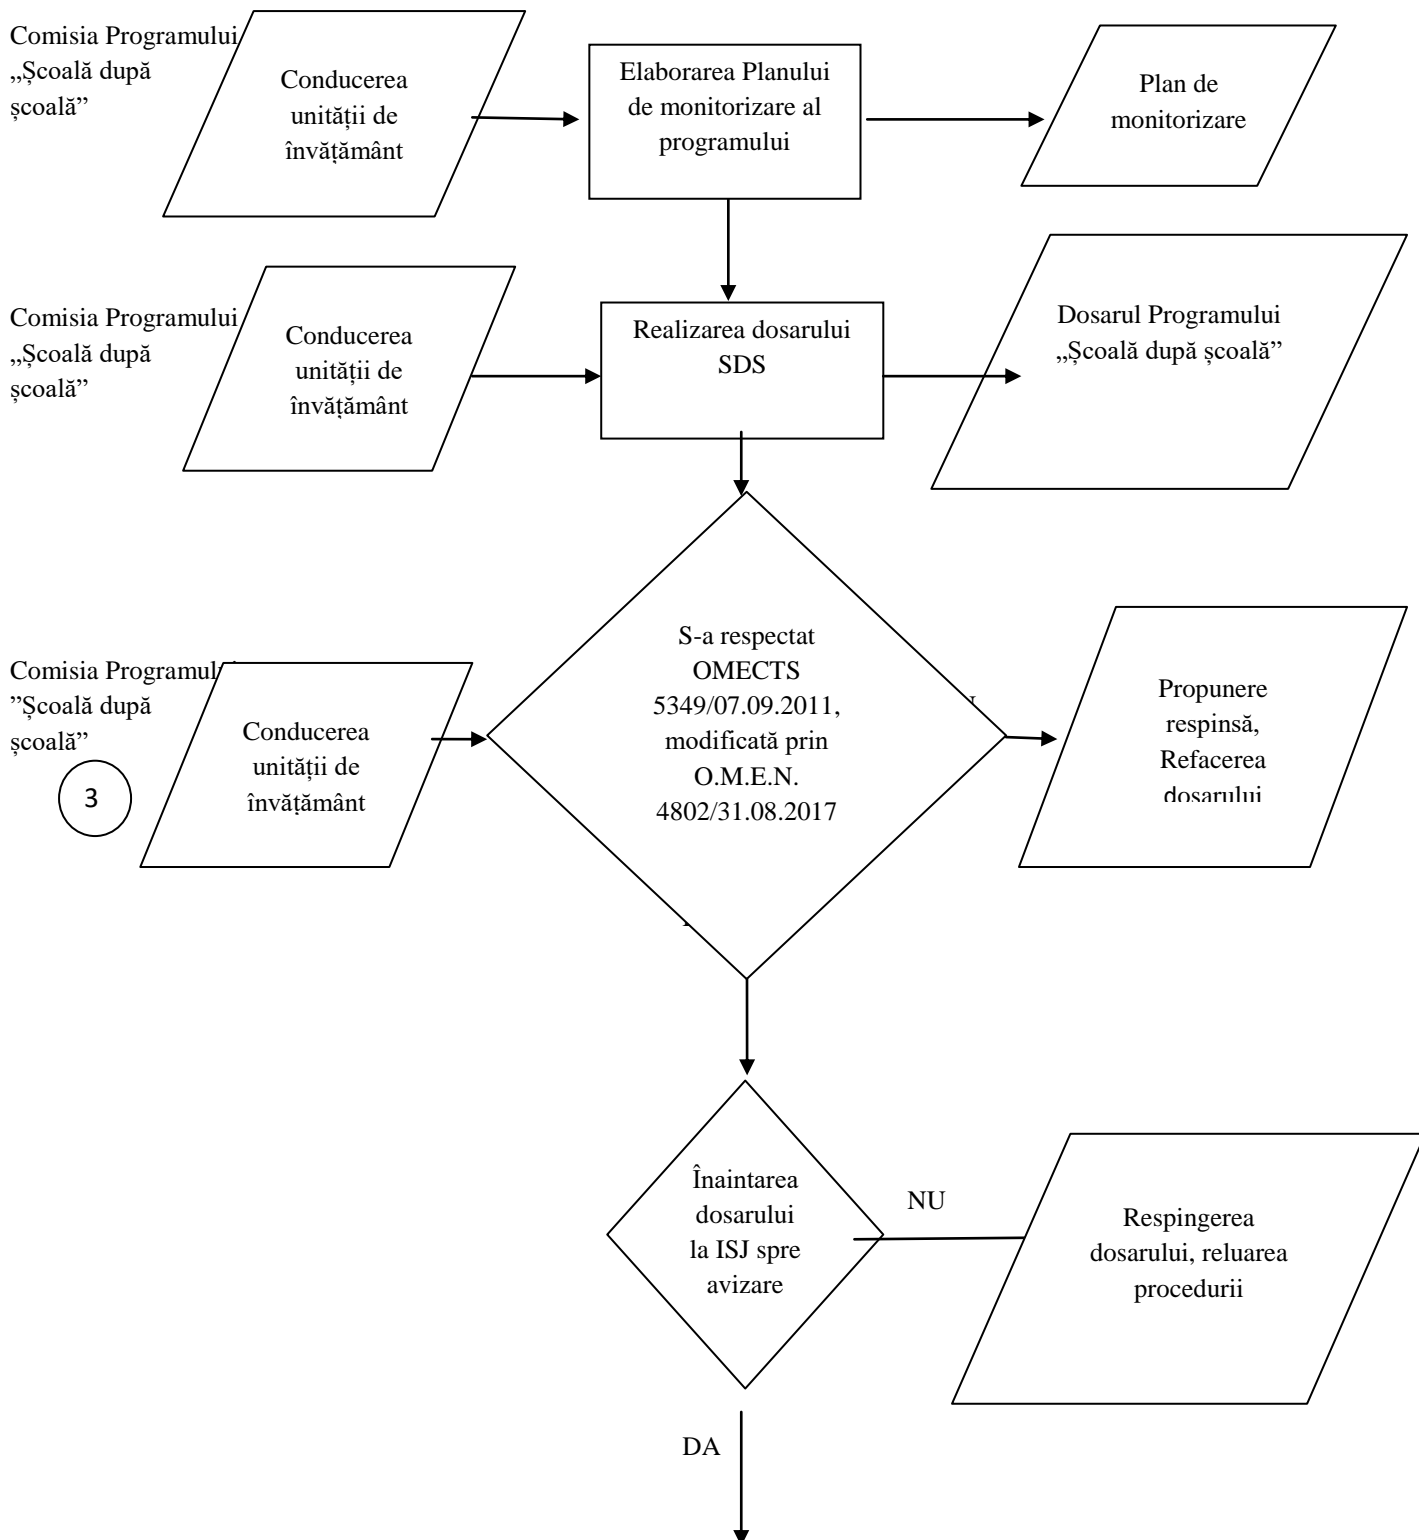 Comisia Programului
„Școală după
școală”
Conducerea
unității de
învățământ
Elaborarea Planului
de monitorizare al
programului
Plan de
monitorizare
Comisia Programului
„Școală după
școală”
Conducerea
unității de
învățământ
Realizarea dosarului
SDS
Dosarul Programului
„Școală după școală”
Comisia Programului
”Școală după
școală”
3
Conducerea
unității de
învățământ
S-a respectat
OMECTS
5349/07.09.2011,
modificată prin
O.M.E.N.
4802/31.08.2017
Propunere
respinsă,
Refacerea
dosarului
Înaintarea
dosarului
la ISJ spre
avizare
NU
Respingerea
dosarului, reluarea
procedurii
DA